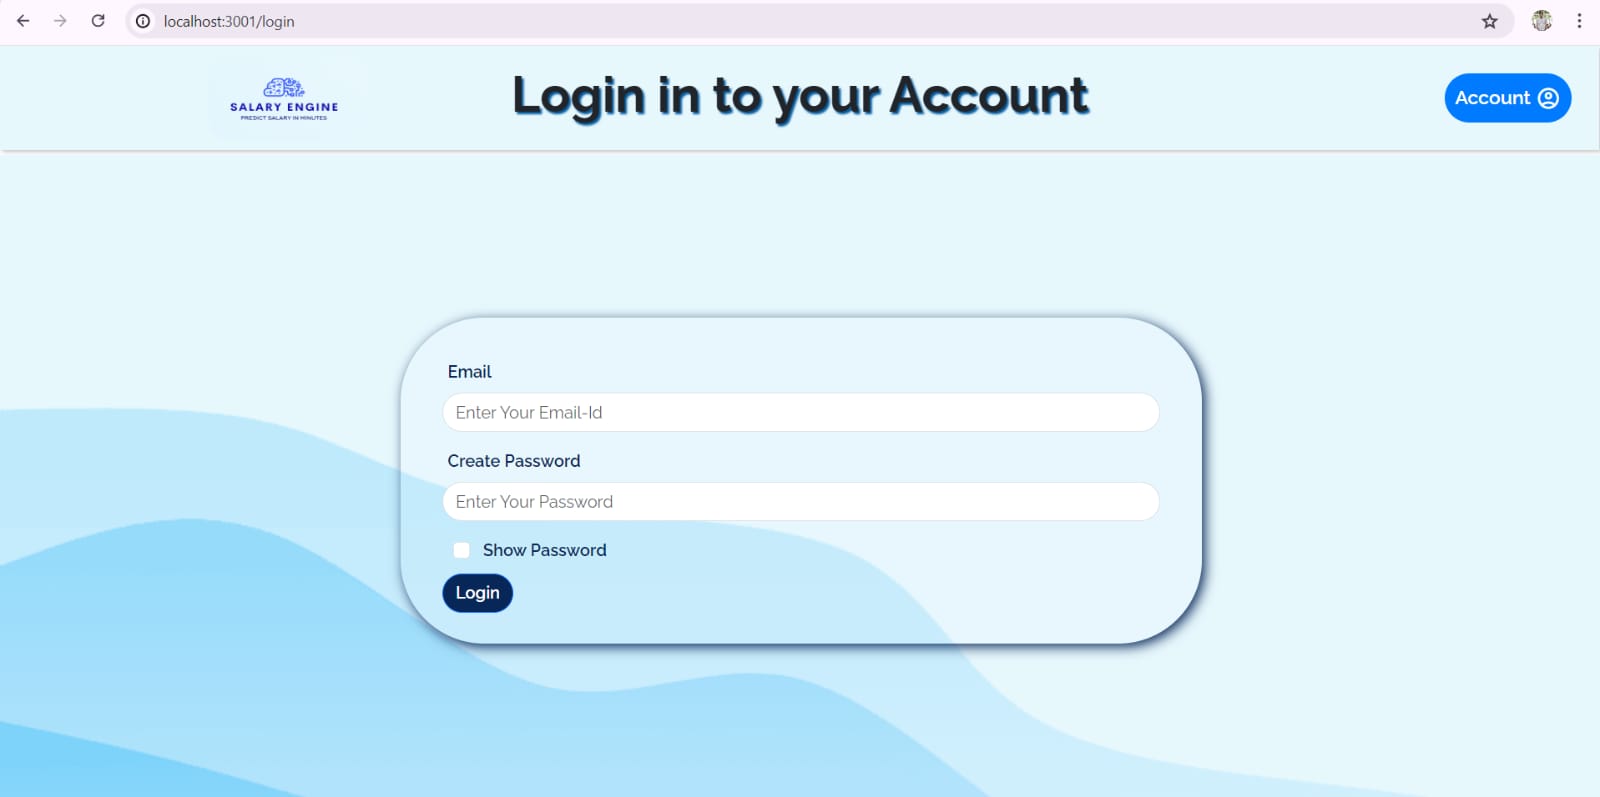 localhost:3001/login
SALARY ENGINE
PREDICT SALARY IN MINUTES
Login in to your Account
Account
Email
Enter Your Email-Id
Create Password
Enter Your Password
Show Password
Login